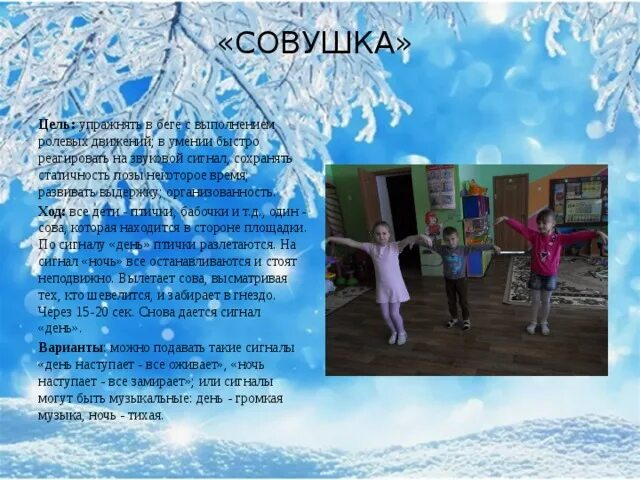 «СОВУШКА»
Цель: упражнять в беге с выполнением
ролевых движений; в умении быстро
реагировать на звуковой сигнал, сохранять
статичность позы некоторое время;
развивать выдержку; организованность.
Ход: все дети - птички, бабочки и т.д., один -
сова, которая находится в стороне площадки.
По сигналу «день» птички разлетаются. На
сигнал «ночь» все останавливаются и стоят
неподвижно. Вылетает сова, высматривая
тех, кто шевелится, и забирает в гнездо.
Через 15-20 сек. Снова дается сигнал
«день».
Варианты: можно подавать такие сигналы
«день наступает - все оживает», «ночь
наступает - все замирает»; или сигналы
могут быть музыкальные: день - громкая
музыка, ночь - тихая.